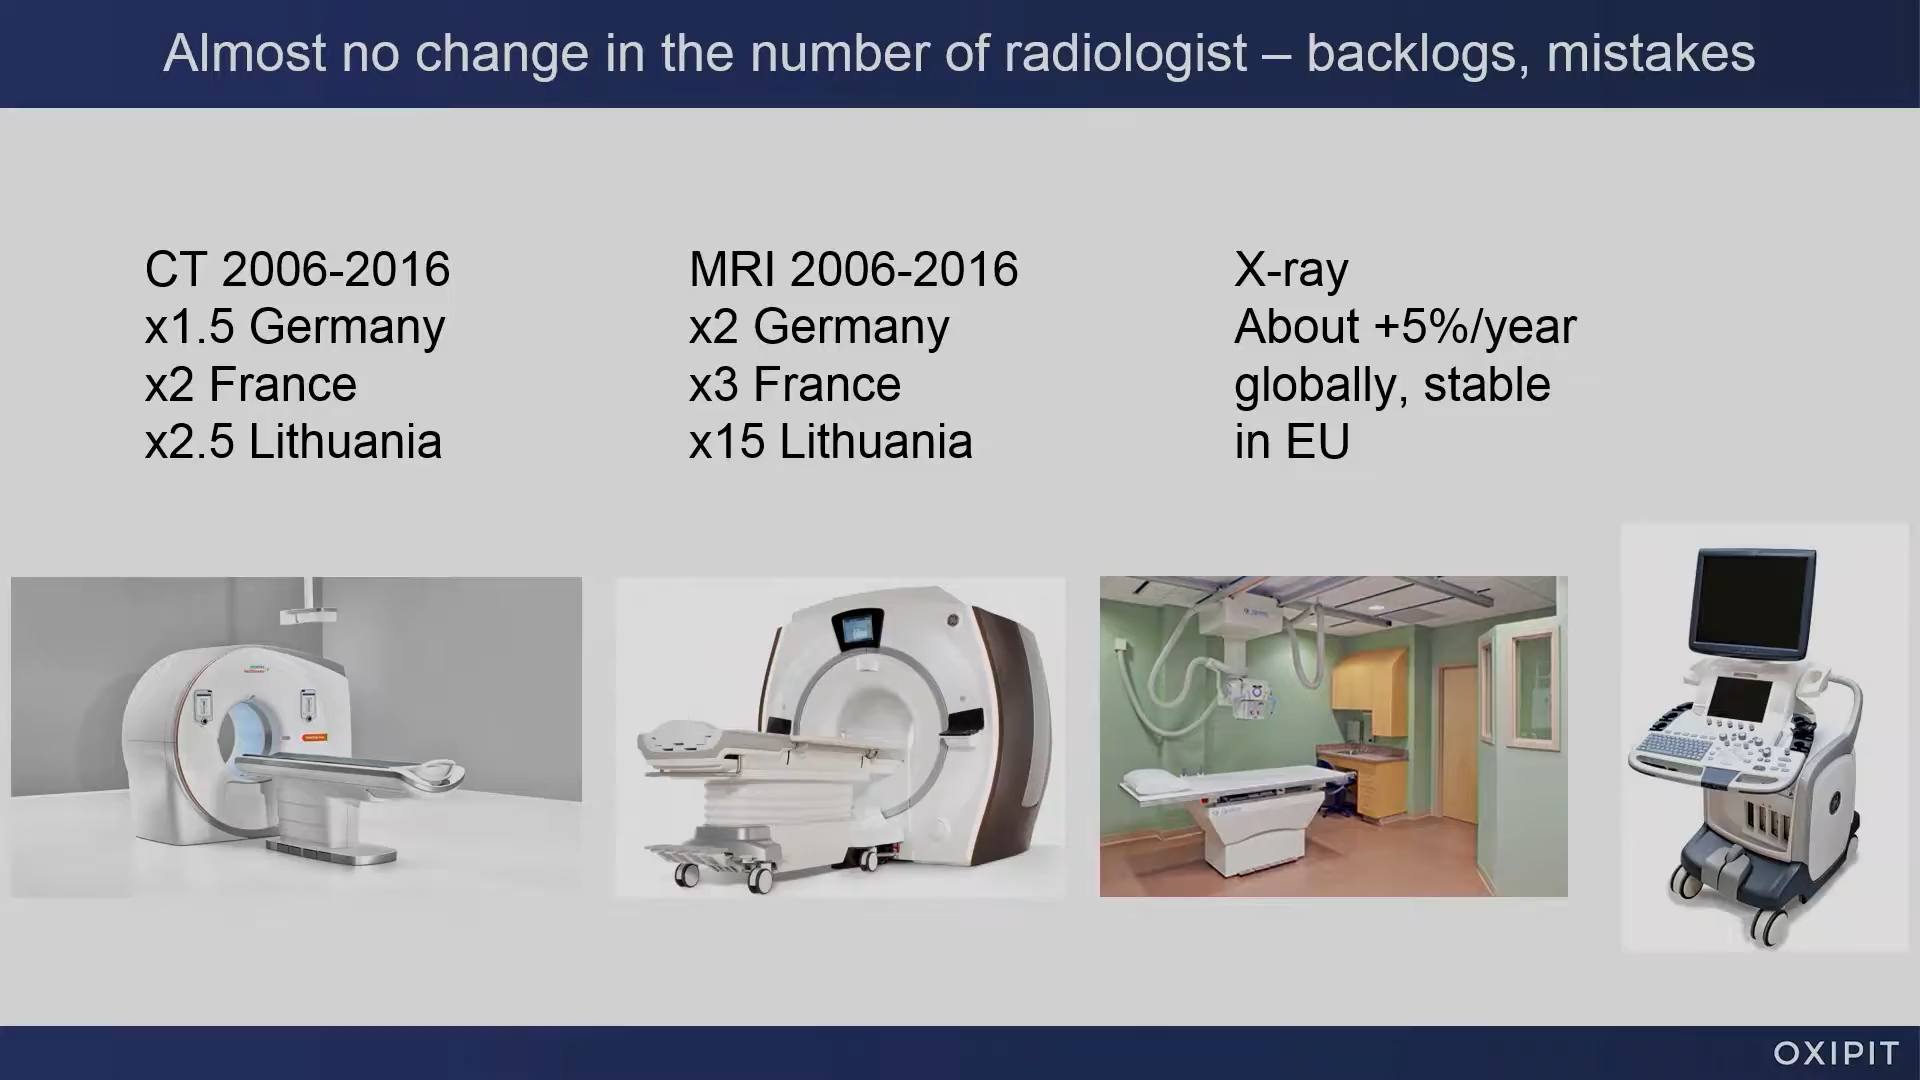 Almost no change in the number of radiologist – backlogs, mistakes
CT 2006-2016
x1.5 Germany
x2 France
x2.5 Lithuania
MRI 2006-2016
x2 Germany
x3 France
x15 Lithuania
X-ray
About +5%/year
globally, stable
in EU
OXIPIT